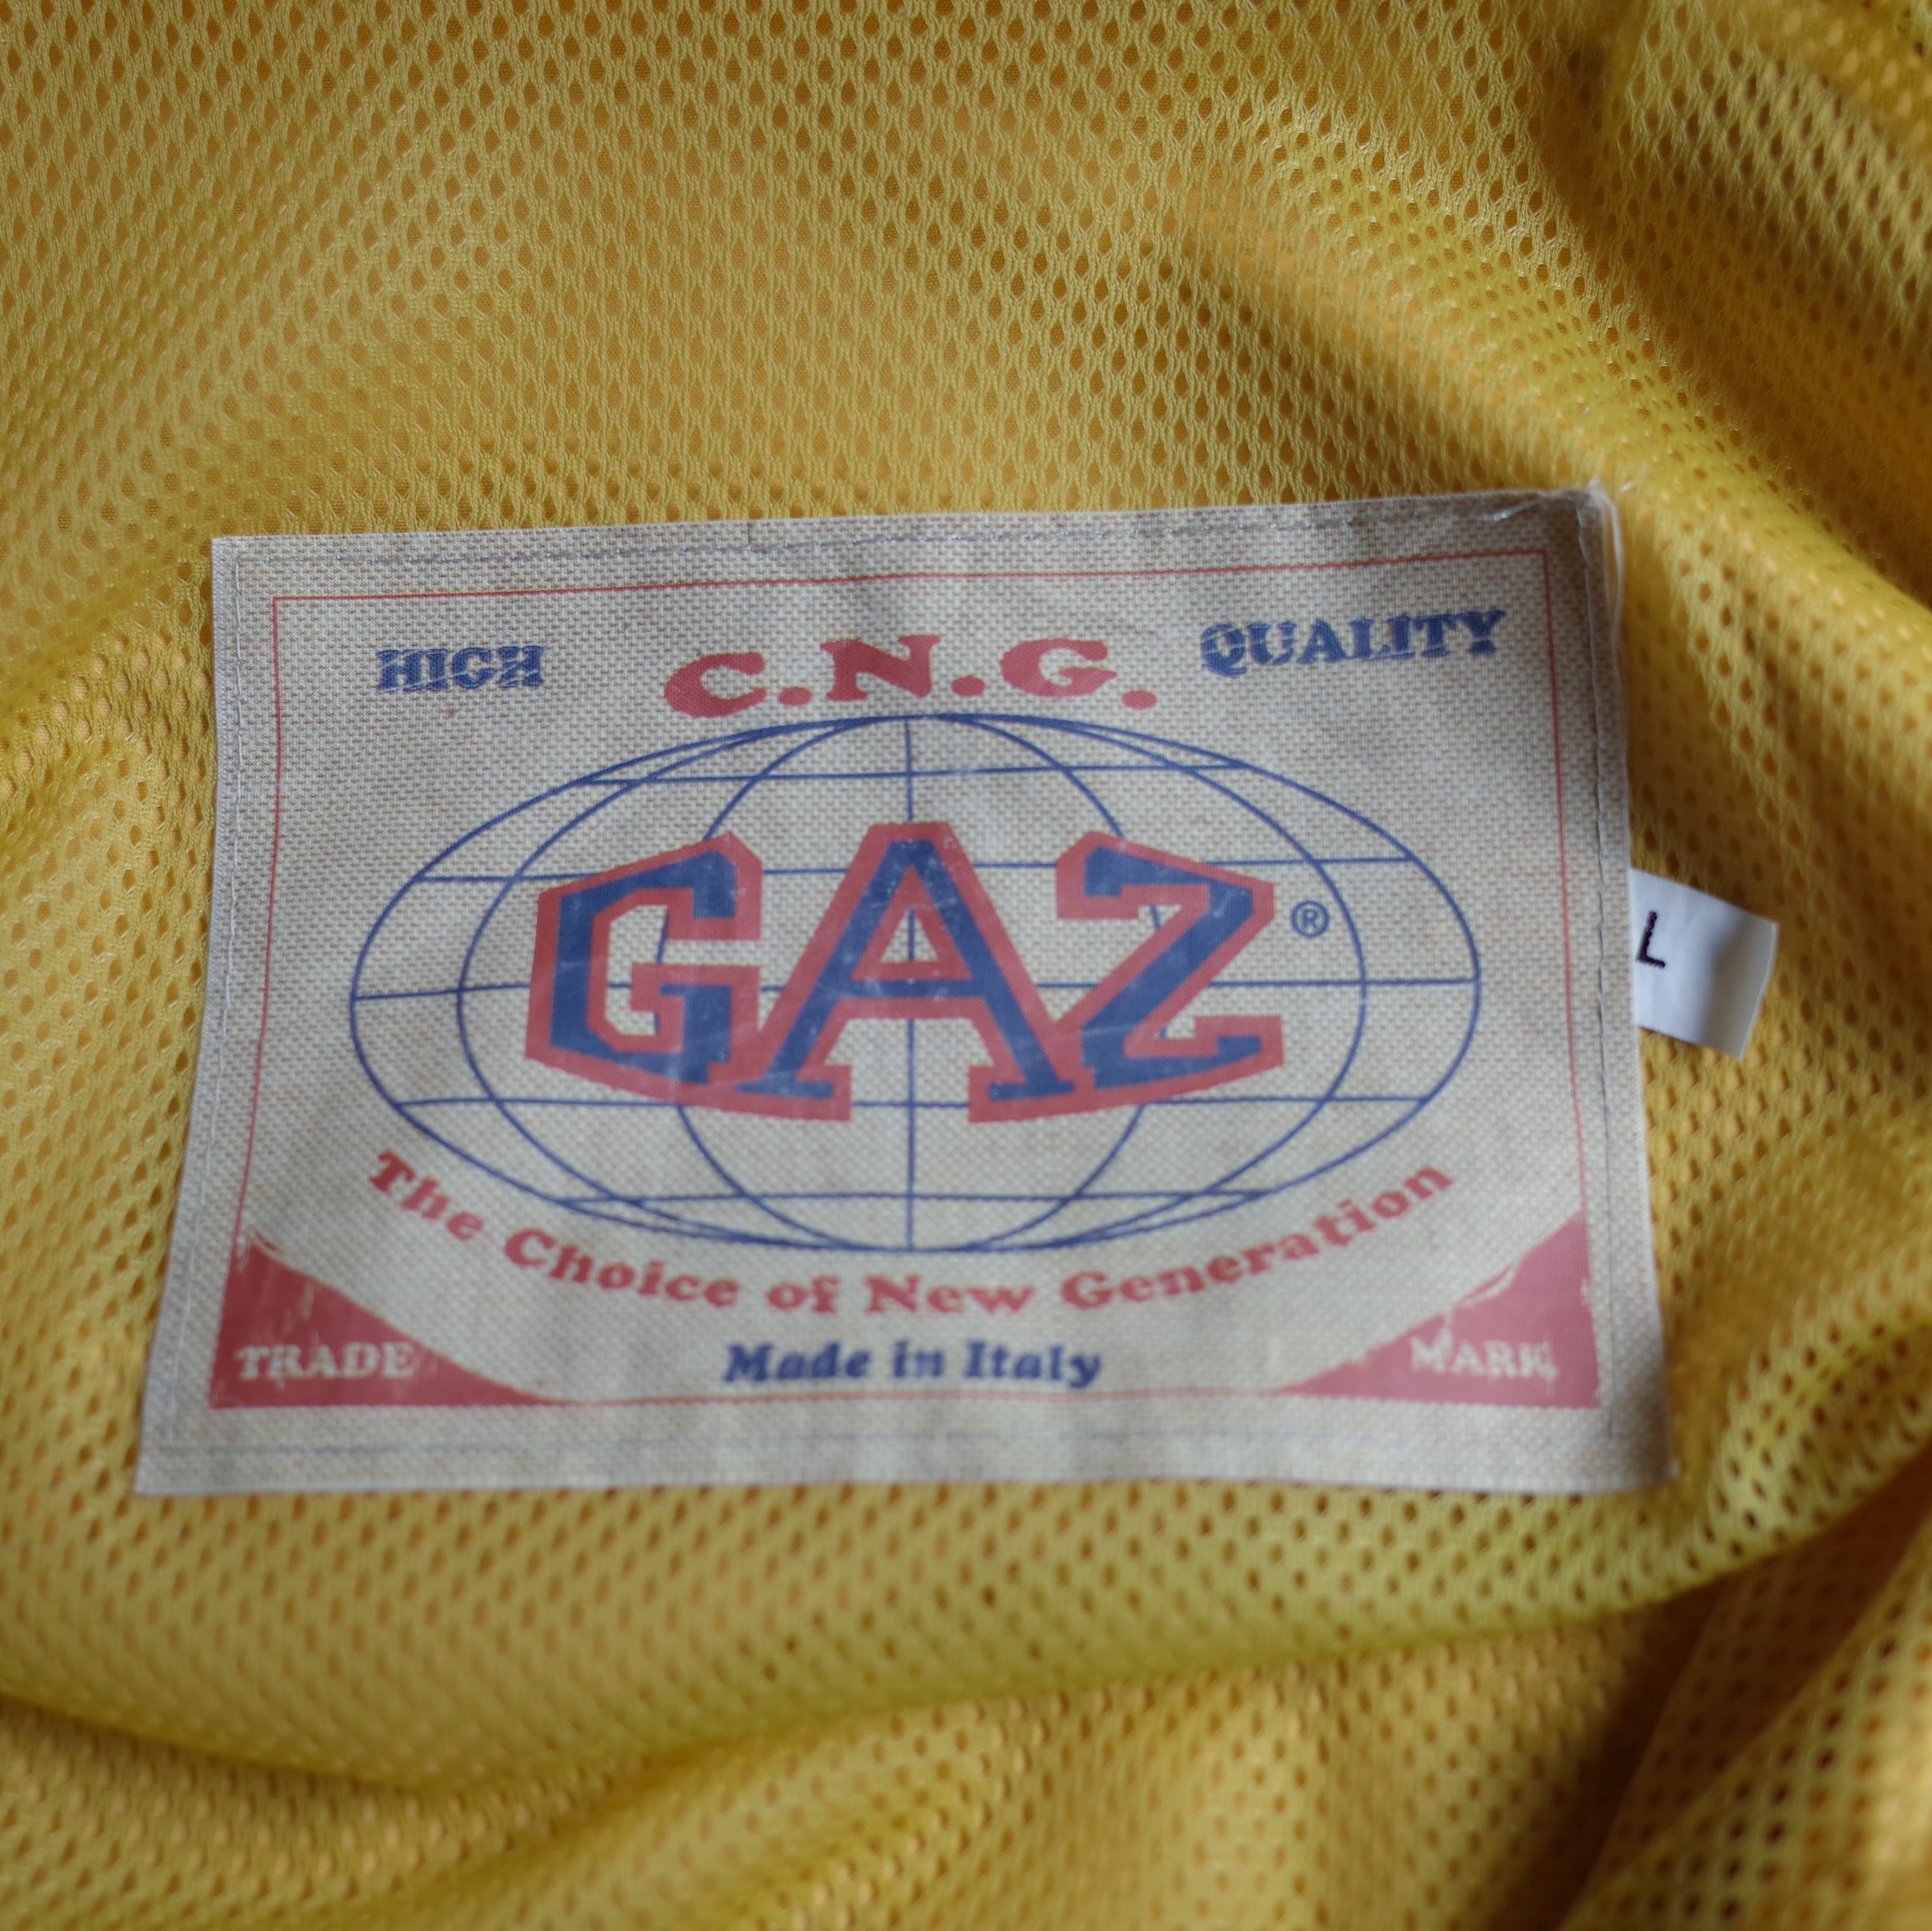 HIGH C.N.G. QUALITY
GAZ®
L
The Choice of New Generation
TRADE Made in Italy MARK